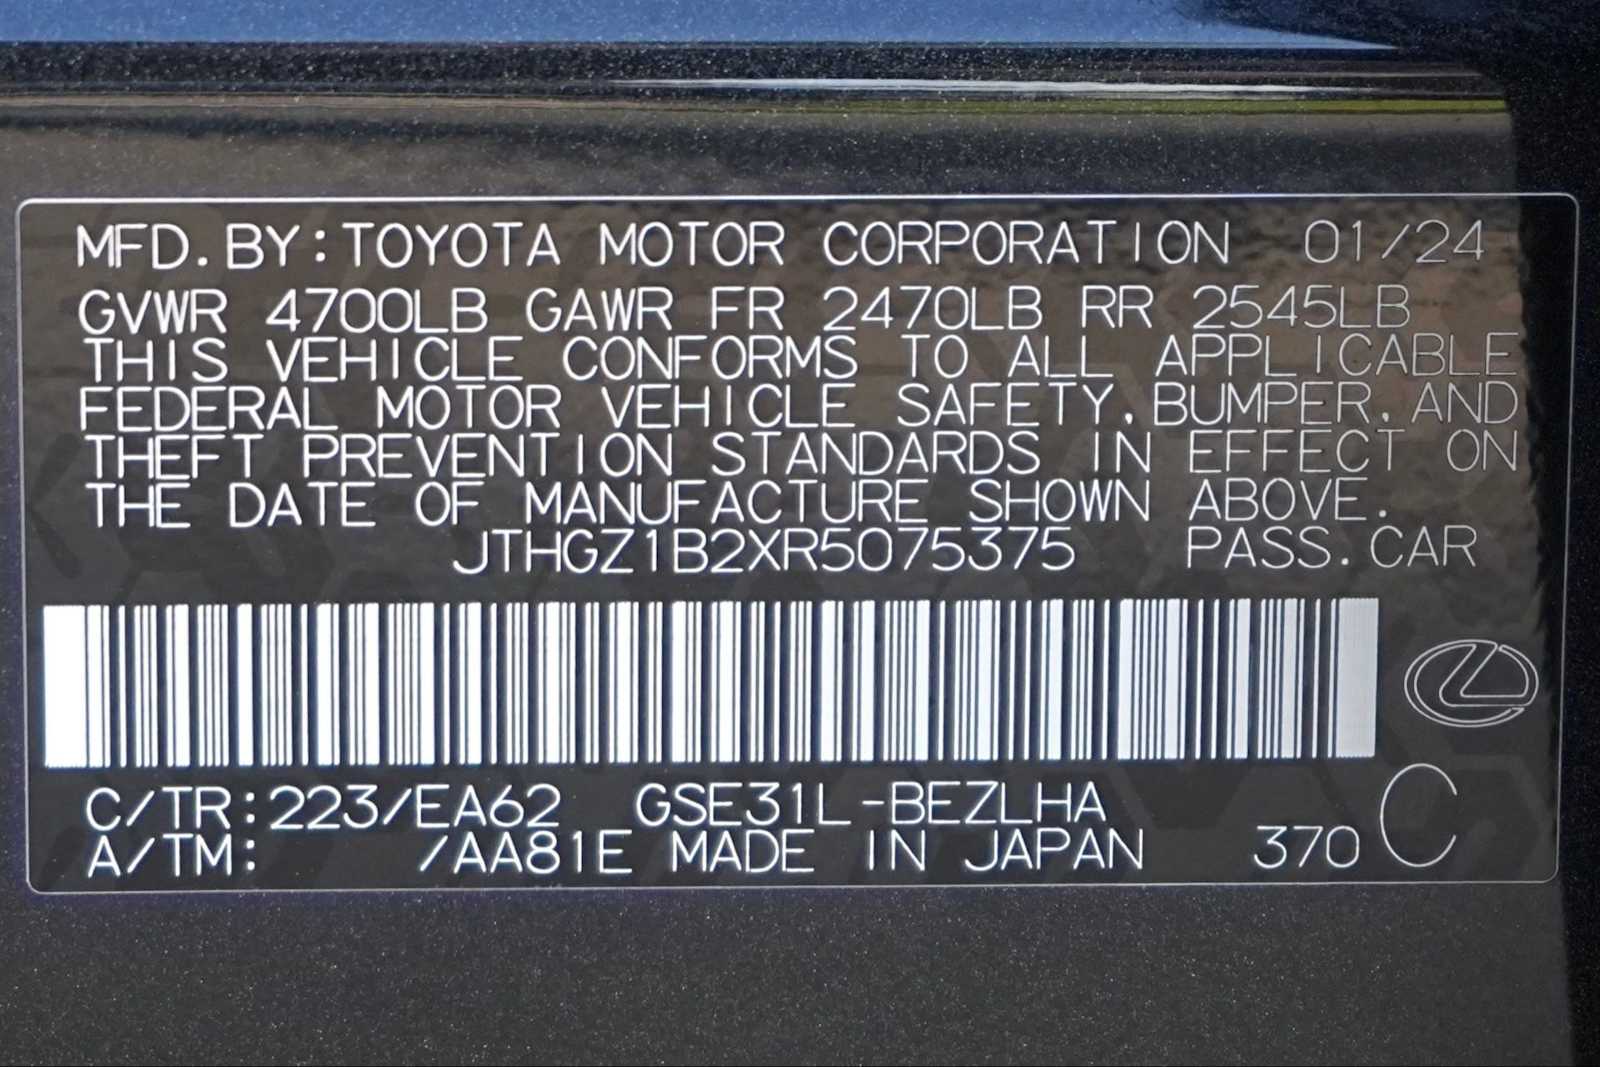 MFD. BY: TOYOTA MOTOR CORPORATION 01/24
GVWR 4700LB GAWR FR 2470LB RR 2545LB
THIS VEHICLE CONFORMS TO ALL APPLICABLE
FEDERAL MOTOR VEHICLE SAFETY, BUMPER, AND
THEFT PREVENTION STANDARDS IN EFFECT ON
THE DATE OF MANUFACTURE SHOWN ABOVE.
JTHGZ1B2XR5075375 PASS. CAR
C/TR: 223/EA62 GSE31L-BEZLHA
A/TM: /AA81E MADE IN JAPAN 370 C